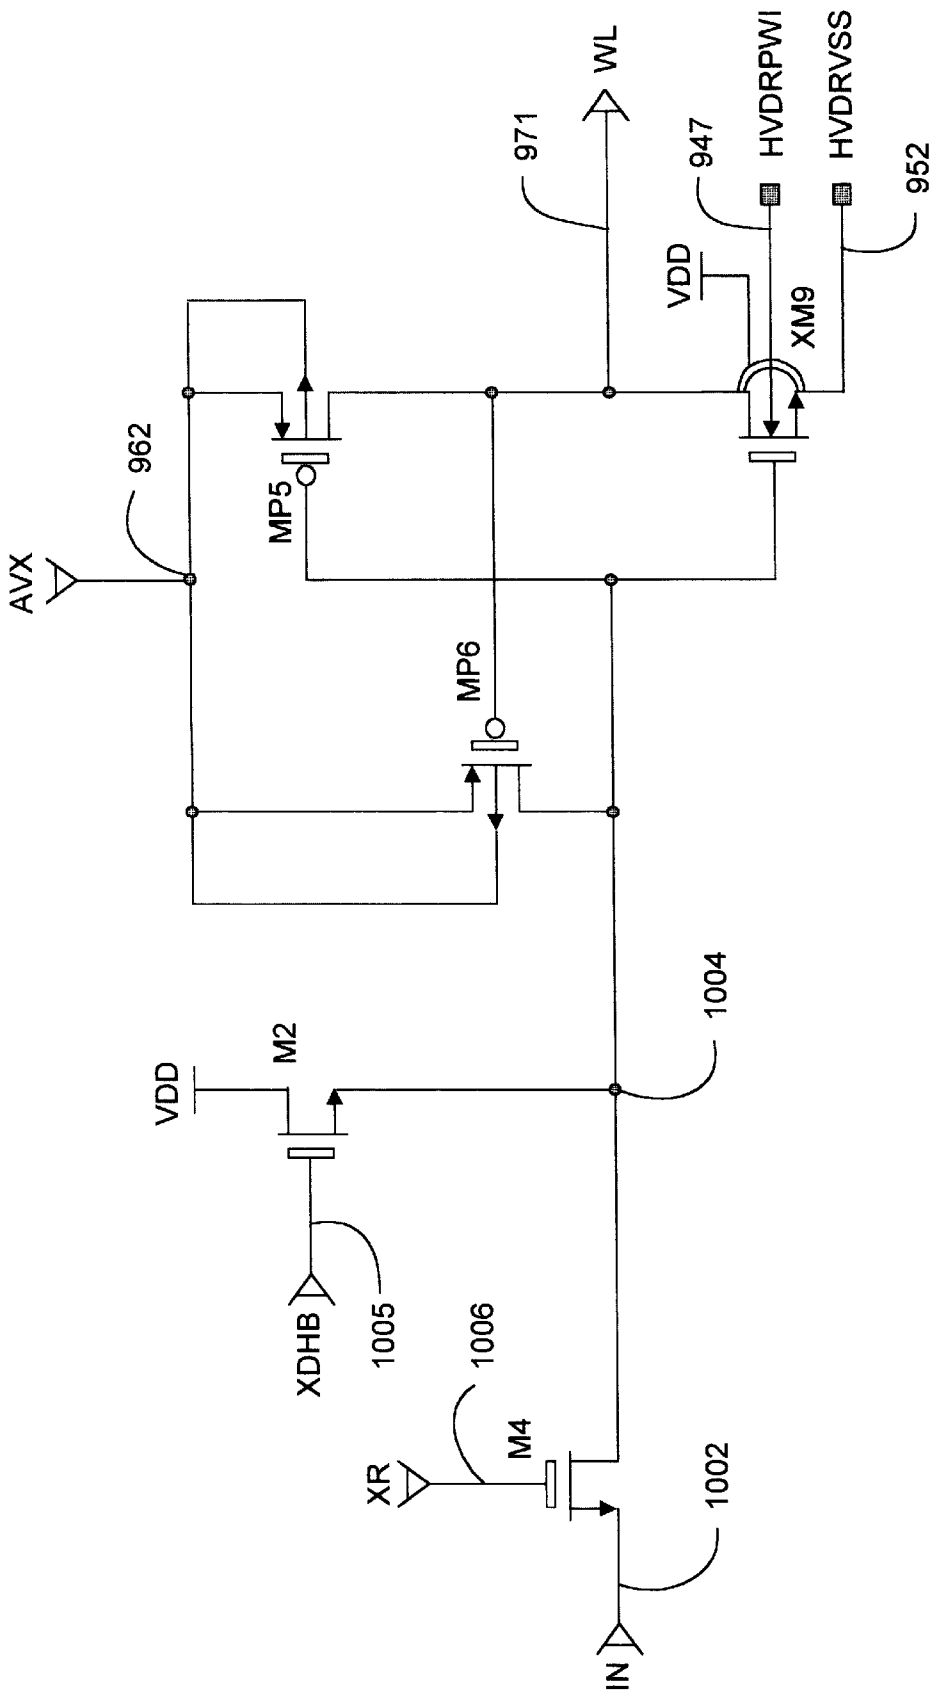 AVX
962
MP5
MP6
971
WL
VDD
947
HVDRPWI
XM9
HVDRVSS
952
VDD
M2
XDHB
1005
1004
XR
1006
M4
1002
IN